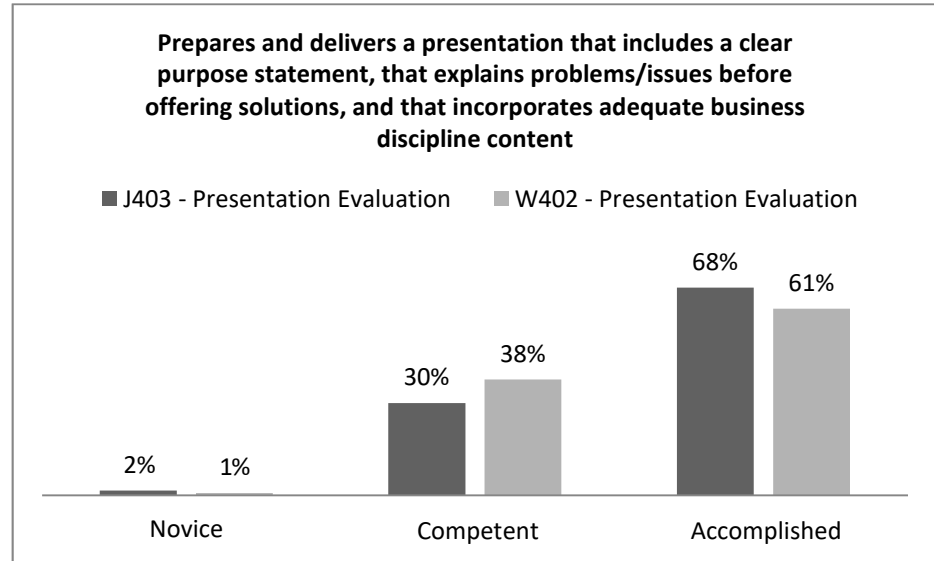 Prepares and delivers a presentation that includes a clear
purpose statement, that explains problems/issues before
offering solutions, and that incorporates adequate business
discipline content
J403 - Presentation Evaluation W402 - Presentation Evaluation
68%
61%
38%
30%
2%
1%
Novice Competent Accomplished